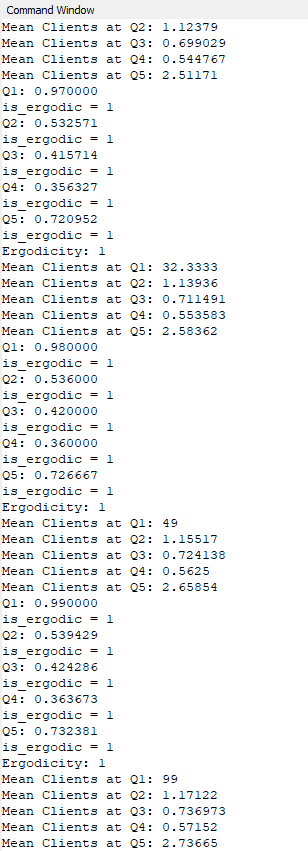 Command Window
Mean Clients at Q2: 1.12379
Mean Clients at Q3: 0.699029
Mean Clients at Q4: 0.544767
Mean Clients at Q5: 2.51171
Q1: 0.970000
is_ergodic = 1
Q2: 0.532571
is_ergodic = 1
Q3: 0.415714
is_ergodic = 1
Q4: 0.356327
is_ergodic = 1
Q5: 0.720952
is_ergodic = 1
Ergodicity: 1
Mean Clients at Q1: 32.3333
Mean Clients at Q2: 1.13936
Mean Clients at Q3: 0.711491
Mean Clients at Q4: 0.553583
Mean Clients at Q5: 2.58362
Q1: 0.980000
is_ergodic = 1
Q2: 0.536000
is_ergodic = 1
Q3: 0.420000
is_ergodic = 1
Q4: 0.360000
is_ergodic = 1
Q5: 0.726667
is_ergodic = 1
Ergodicity: 1
Mean Clients at Q1: 49
Mean Clients at Q2: 1.15517
Mean Clients at Q3: 0.724138
Mean Clients at Q4: 0.5625
Mean Clients at Q5: 2.65854
Q1: 0.990000
is_ergodic = 1
Q2: 0.539429
is_ergodic = 1
Q3: 0.424286
is_ergodic = 1
Q4: 0.363673
is_ergodic = 1
Q5: 0.732381
is_ergodic = 1
Ergodicity: 1
Mean Clients at Q1: 99
Mean Clients at Q2: 1.17122
Mean Clients at Q3: 0.736973
Mean Clients at Q4: 0.57152
Mean Clients at Q5: 2.73665